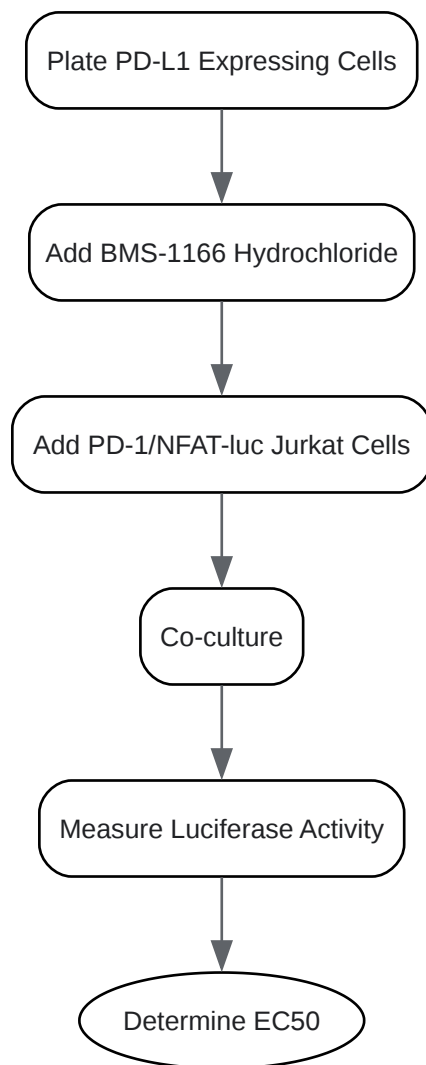 Plate PD-L1 Expressing Cells
Add BMS-1166 Hydrochloride
Add PD-1/NFAT-luc Jurkat Cells
Co-culture
Measure Luciferase Activity
Determine EC50